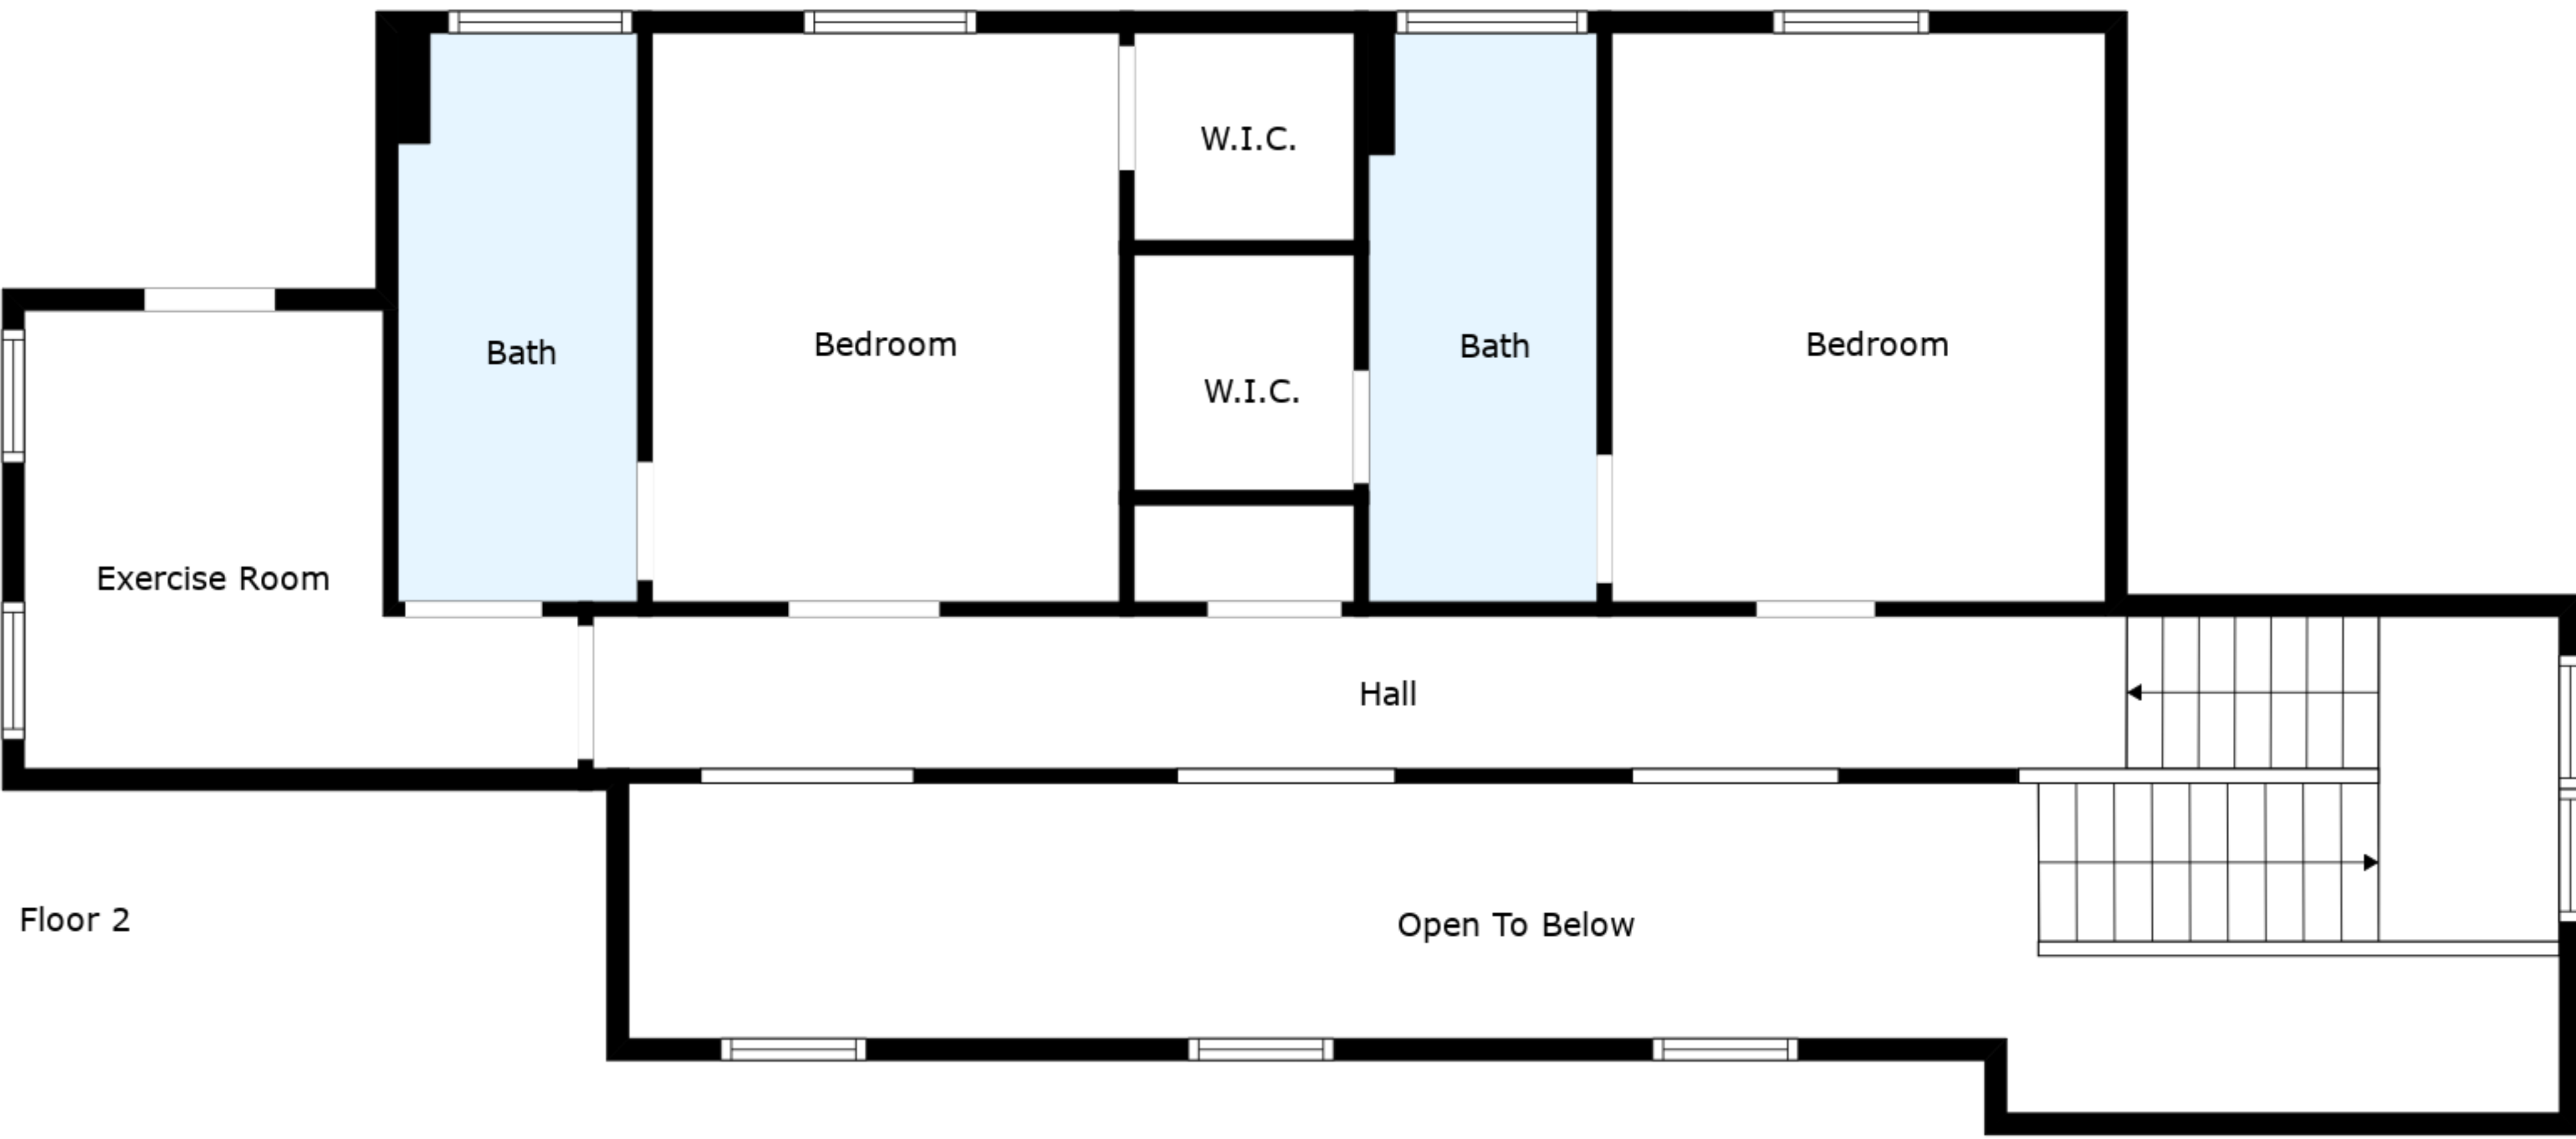 W.I.C.
Bath
Bedroom
W.I.C.
Bath
Bedroom
Exercise Room
Hall
Floor 2
Open To Below